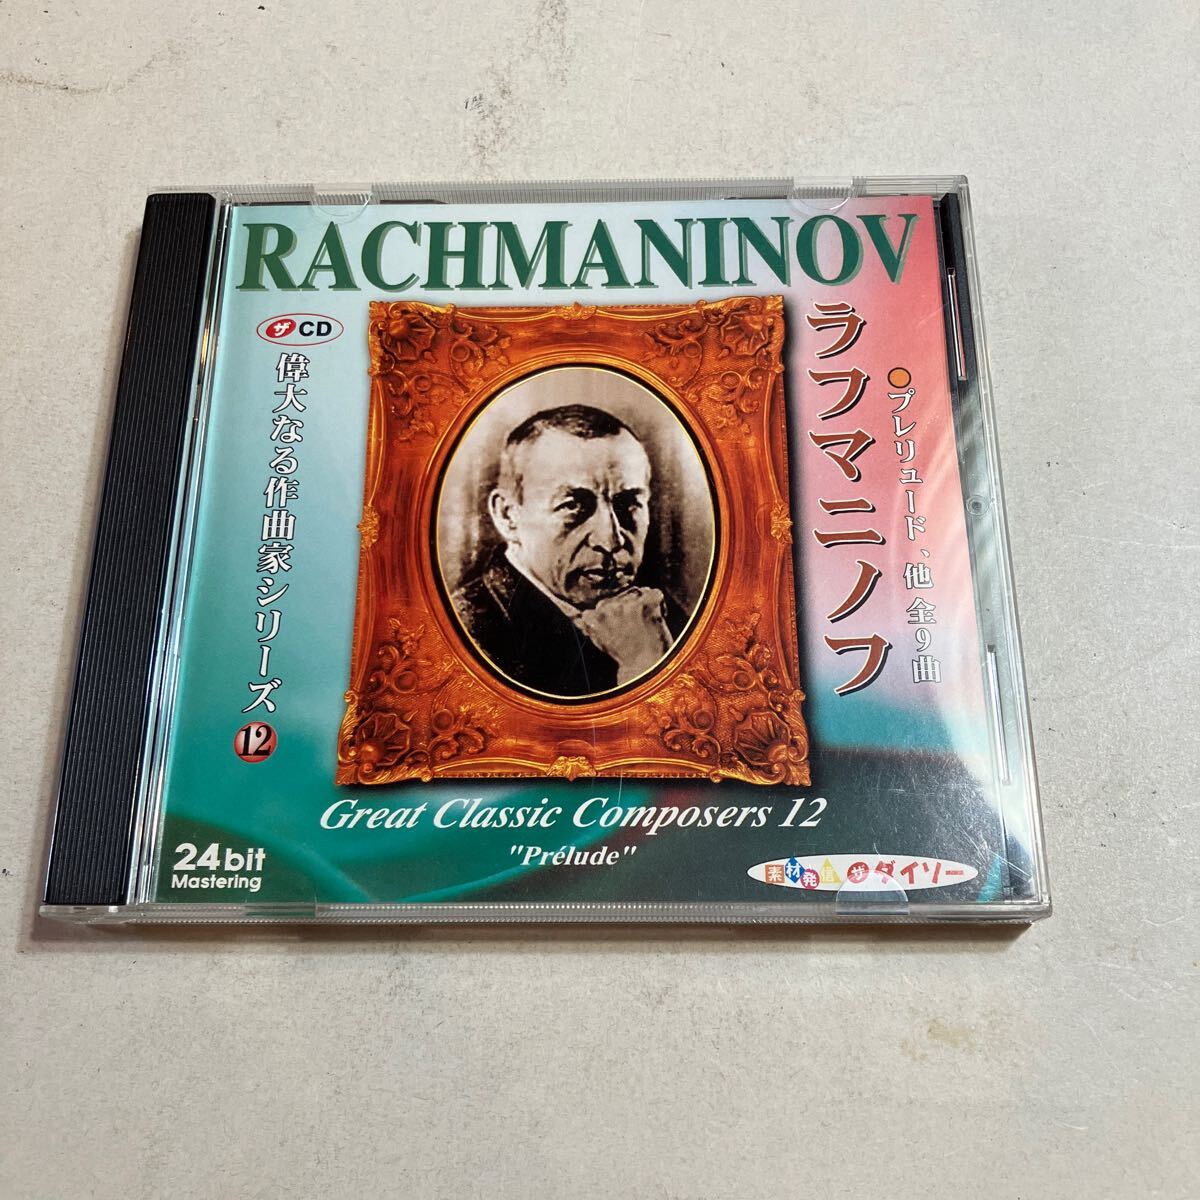 RACHMANINOV
ザ CD
偉大なる作曲家シリーズ 12
ラフマニノフ
プレリュード、他 全9曲
Great Classic Composers 12
"Prélude"
24bit
Mastering
素材発信 ザ ダイソー